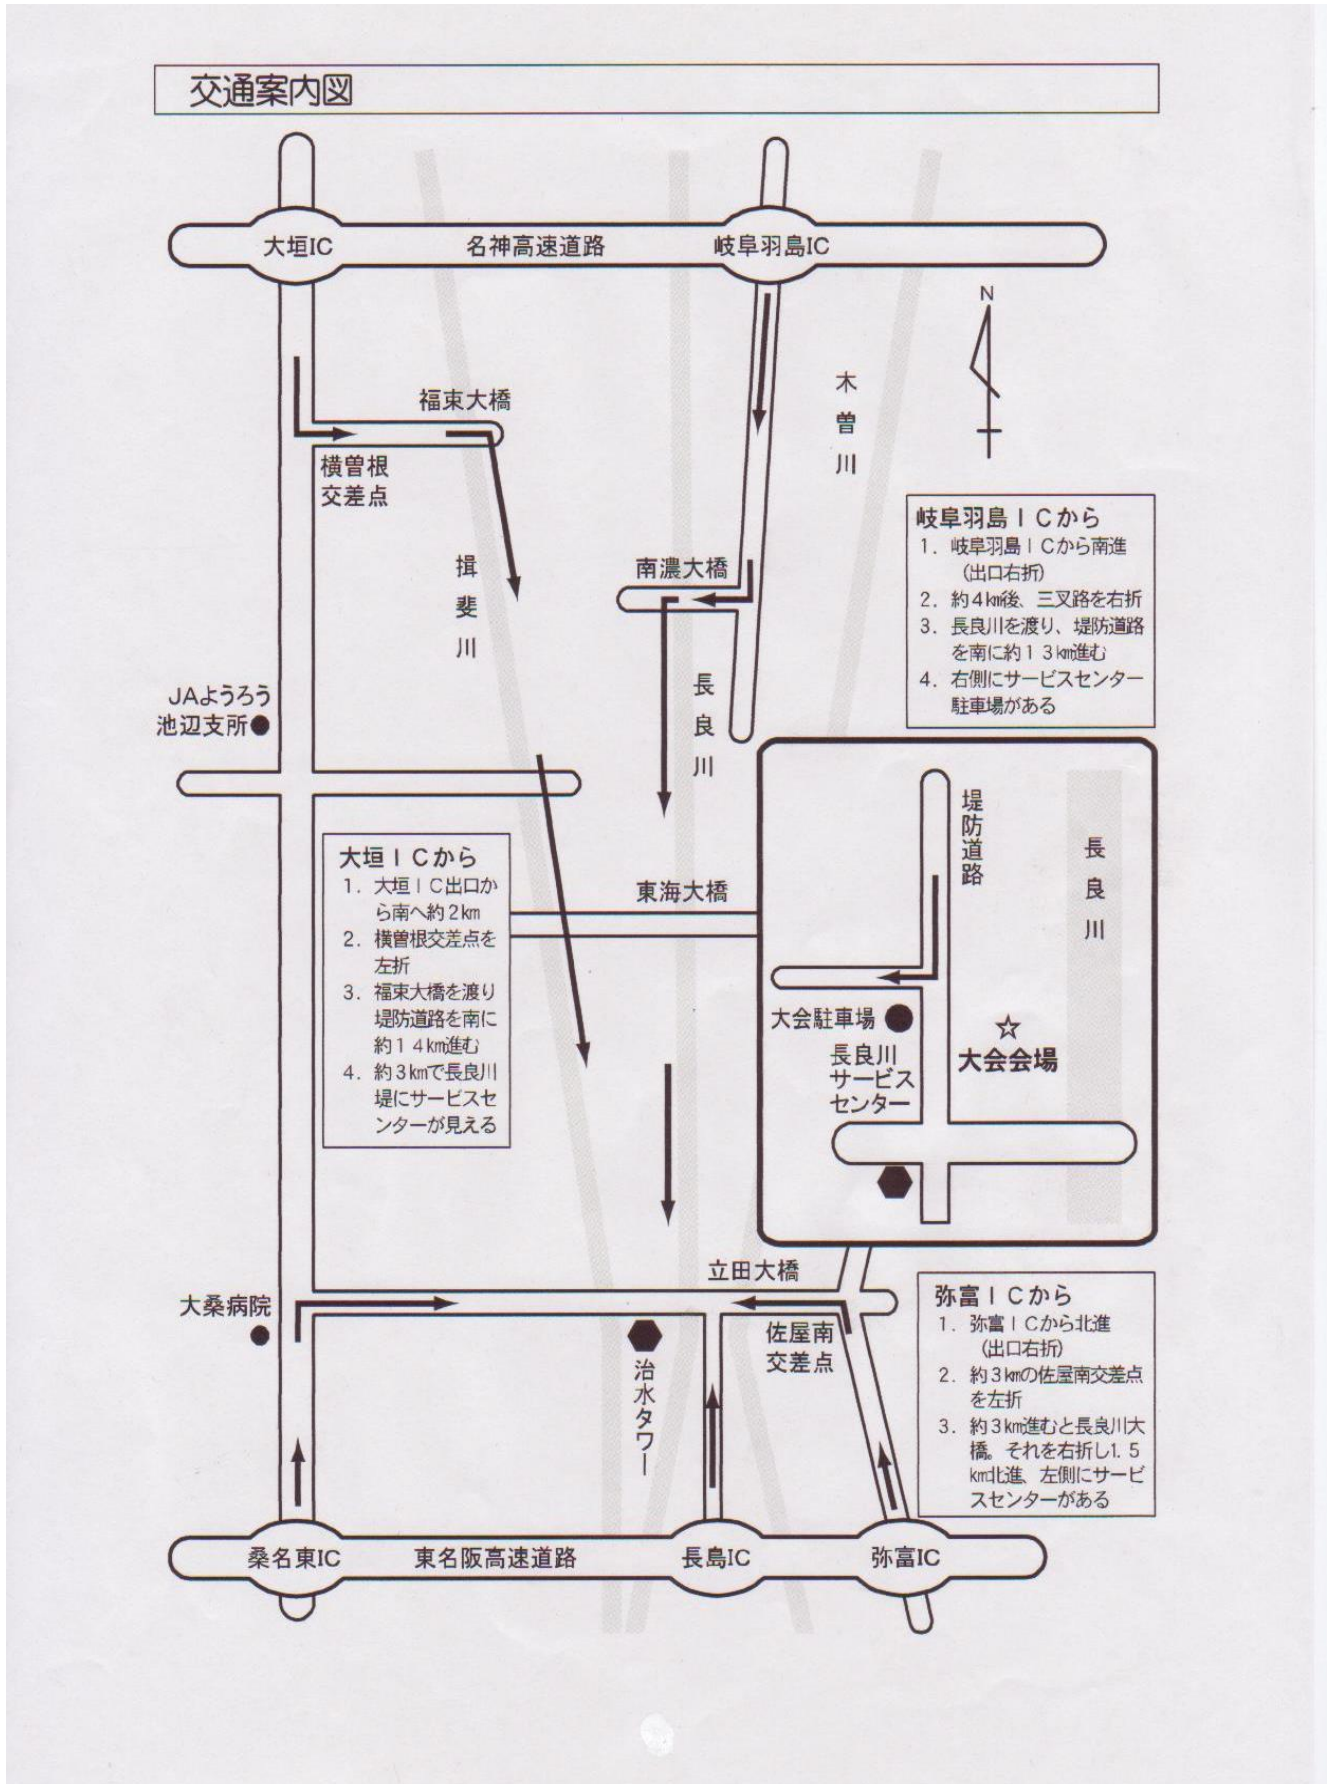 交通案内図
大垣IC
名神高速道路
岐阜羽島IC
N
木曽川
福束大橋
横曽根
交差点
揖斐川
南濃大橋
長良川
岐阜羽島ICから
1. 岐阜羽島ICから南進
(出口右折)
2. 約4km後、三叉路を右折
3. 長良川を渡り、堤防道路
を南に約13km進む
4. 右側にサービスセンター
駐車場がある
JAようろう
池辺支所
大垣ICから
1. 大垣IC出口か
ら南へ約2km
2. 横曽根交差点を
左折
3. 福束大橋を渡り
堤防道路を南に
約14km進む
4. 約3kmで長良川
堤にサービスセ
ンターが見える
東海大橋
堤防道路
長良川
大会駐車場
長良川
サービス
センター
☆
大会会場
立田大橋
大桑病院
佐屋南
交差点
治水タワー
弥富ICから
1. 弥富ICから北進
(出口右折)
2. 約3kmの佐屋南交差点
を左折
3. 約3km進むと長良川大
橋。それを右折し1.5
km北進、左側にサービ
スセンターがある
桑名東IC
東名阪高速道路
長島IC
弥富IC